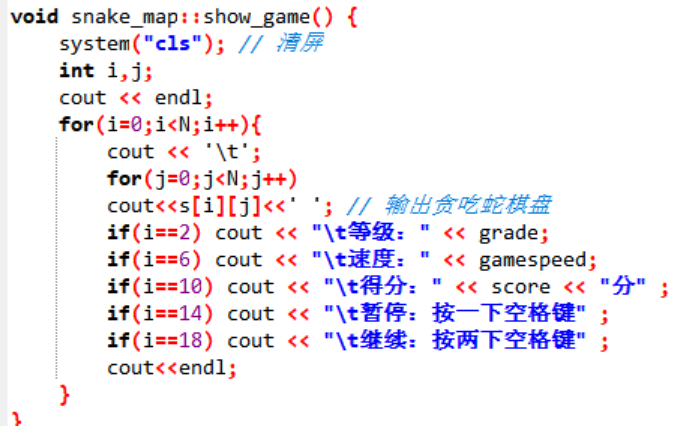 void snake_map::show_game() {
system("cls"); // 清屏
int i,j;
cout << endl;
for(i=0;i<N;i++){
cout << '\t';
for(j=0;j<N;j++)
cout<<s[i][j]<<' '; // 输出贪吃蛇棋盘
if(i==2) cout << "\t等级：" << grade;
if(i==6) cout << "\t速度：" << gamespeed;
if(i==10) cout << "\t得分：" << score << "分" ;
if(i==14) cout << "\t暂停：按一下空格键" ;
if(i==18) cout << "\t继续：按两下空格键" ;
cout<<endl;
}
}